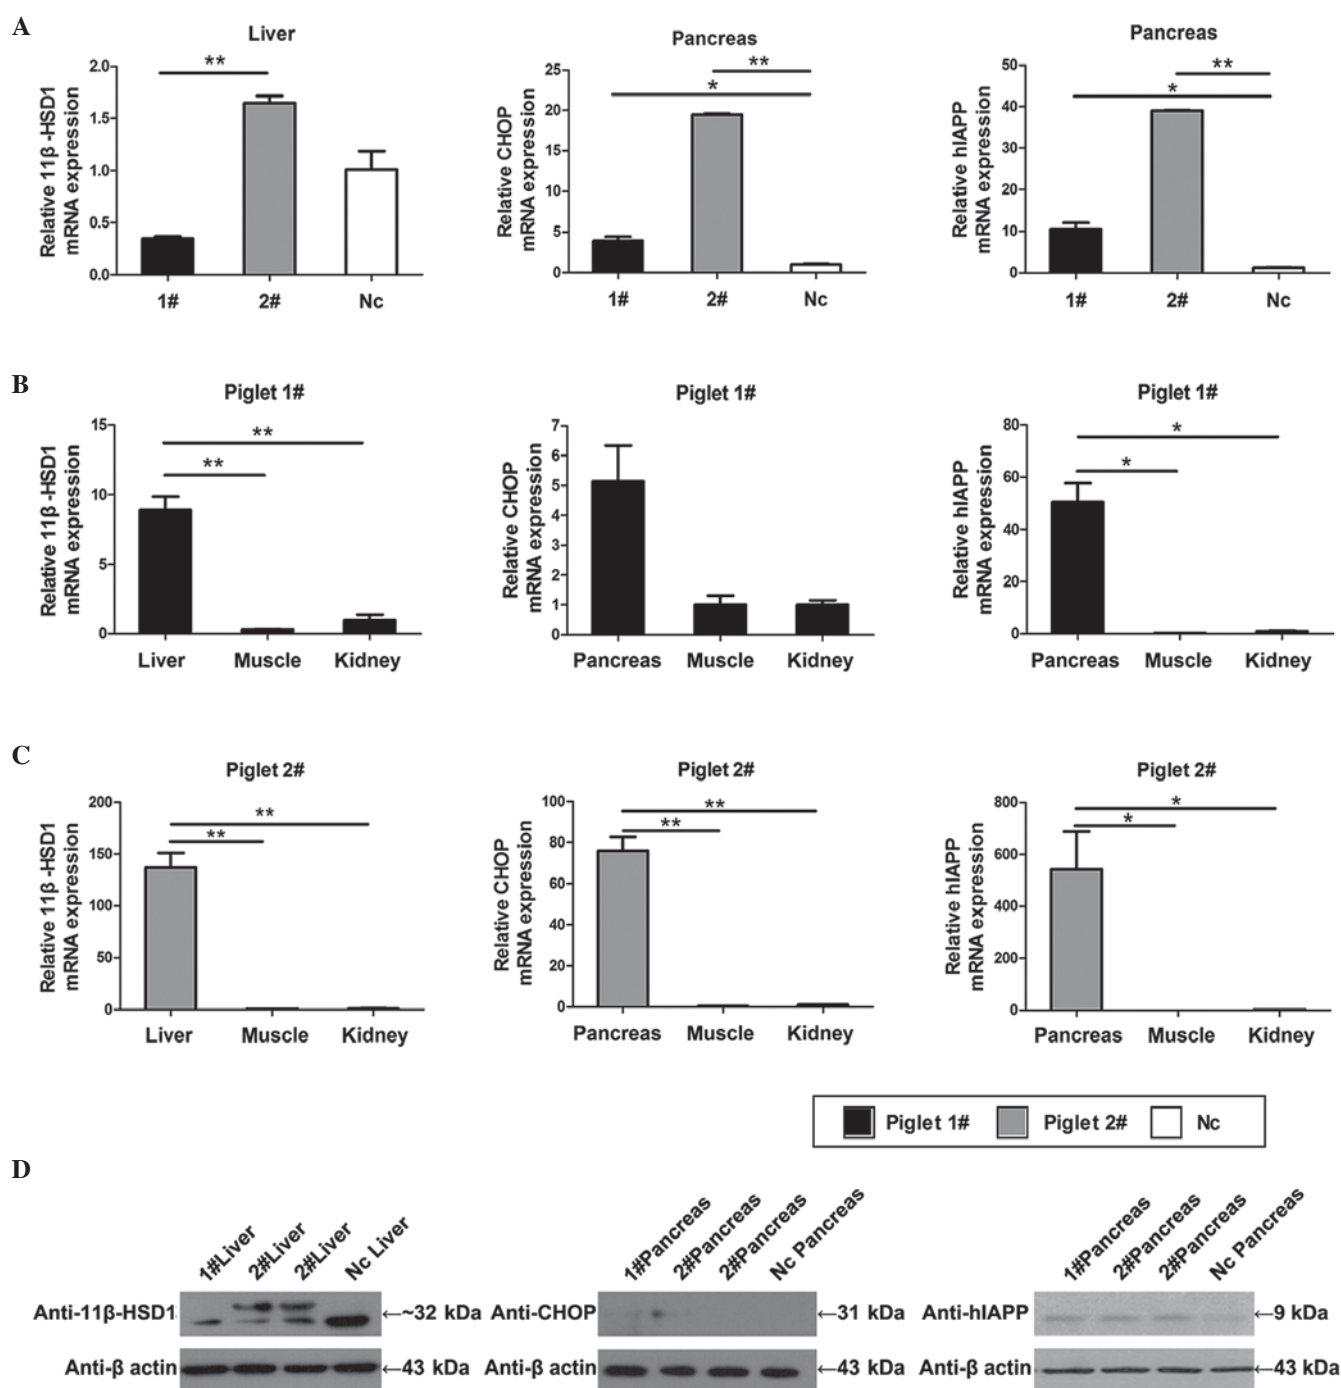 A
Liver
Relative 11β -HSD1
mRNA expression
2.0
1.5
1.0
0.5
0.0
**
1#
2#
Nc
Pancreas
Relative CHOP
mRNA expression
25
20
15
10
5
0
**
*
1#
2#
Nc
Pancreas
Relative hIAPP
mRNA expression
50
40
30
20
10
0
**
*
1#
2#
Nc
B
Piglet 1#
Relative 11β -HSD1
mRNA expression
15
10
5
0
**
**
Liver
Muscle
Kidney
Piglet 1#
Relative CHOP
mRNA expression
7
6
5
4
3
2
1
0
Pancreas
Muscle
Kidney
Piglet 1#
Relative hIAPP
mRNA expression
80
60
40
20
0
*
*
Pancreas
Muscle
Kidney
C
Piglet 2#
Relative 11β -HSD1
mRNA expression
200
150
100
50
0
**
**
Liver
Muscle
Kidney
Piglet 2#
Relative CHOP
mRNA expression
100
80
60
40
20
0
**
**
Pancreas
Muscle
Kidney
Piglet 2#
Relative hIAPP
mRNA expression
800
600
400
200
0
*
*
Pancreas
Muscle
Kidney
Piglet 1# Piglet 2# Nc
D
1#Liver
2#Liver
2#Liver
Nc Liver
Anti-11β-HSD1 ←~32 kDa
Anti-β actin ←43 kDa
1#Pancreas
2#Pancreas
2#Pancreas
Nc Pancreas
Anti-CHOP ←31 kDa
Anti-β actin ←43 kDa
1#Pancreas
2#Pancreas
2#Pancreas
Nc Pancreas
Anti-hIAPP ←9 kDa
Anti-β actin ←43 kDa